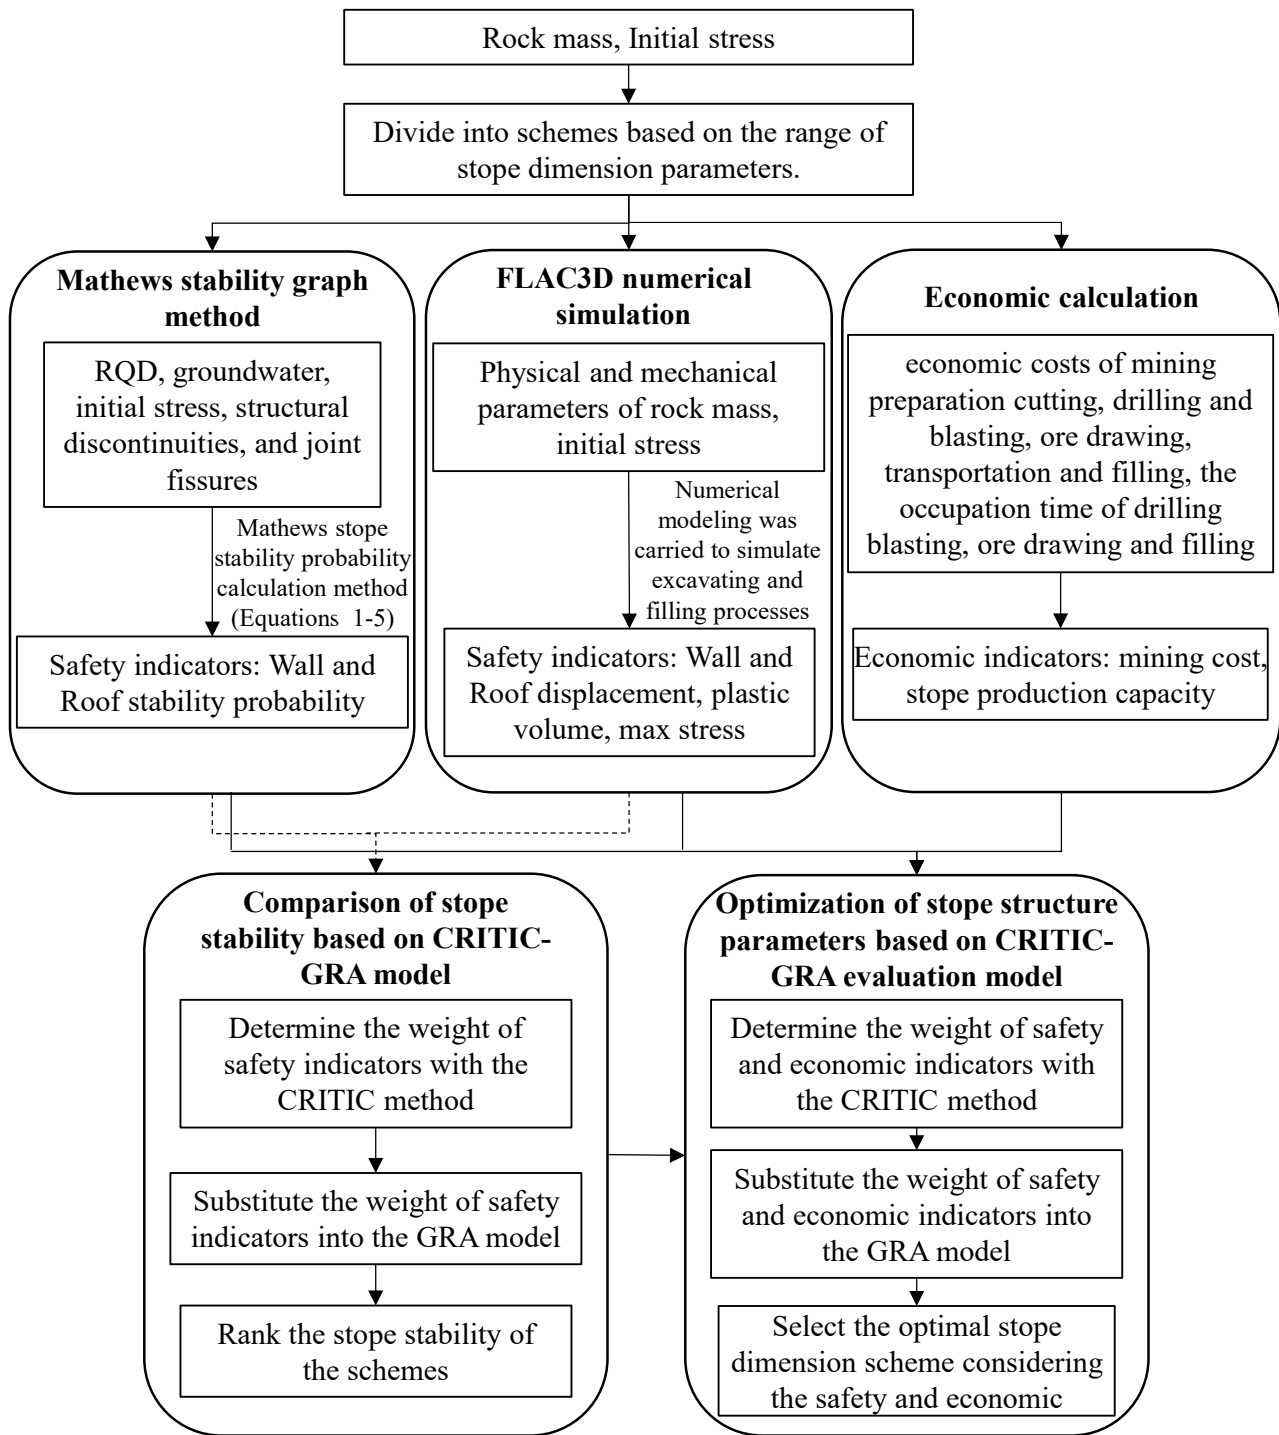 Rock mass, Initial stress
Divide into schemes based on the range of
stope dimension parameters.
Mathews stability graph
method
RQD, groundwater,
initial stress, structural
discontinuities, and joint
fissures
Mathews stope
stability probability
calculation method
(Equations 1-5)
Safety indicators: Wall and
Roof stability probability
FLAC3D numerical
simulation
Physical and mechanical
parameters of rock mass,
initial stress
Numerical
modeling was
carried to simulate
excavating and
filling processes
Safety indicators: Wall and
Roof displacement, plastic
volume, max stress
Economic calculation
economic costs of mining
preparation cutting, drilling and
blasting, ore drawing,
transportation and filling, the
occupation time of drilling
blasting, ore drawing and filling
Economic indicators: mining cost,
stope production capacity
Comparison of stope
stability based on CRITIC-
GRA model
Determine the weight of
safety indicators with the
CRITIC method
Substitute the weight of safety
indicators into the GRA model
Rank the stope stability of
the schemes
Optimization of stope structure
parameters based on CRITIC-
GRA evaluation model
Determine the weight of safety
and economic indicators with
the CRITIC method
Substitute the weight of safety
and economic indicators into
the GRA model
Select the optimal stope
dimension scheme considering
the safety and economic